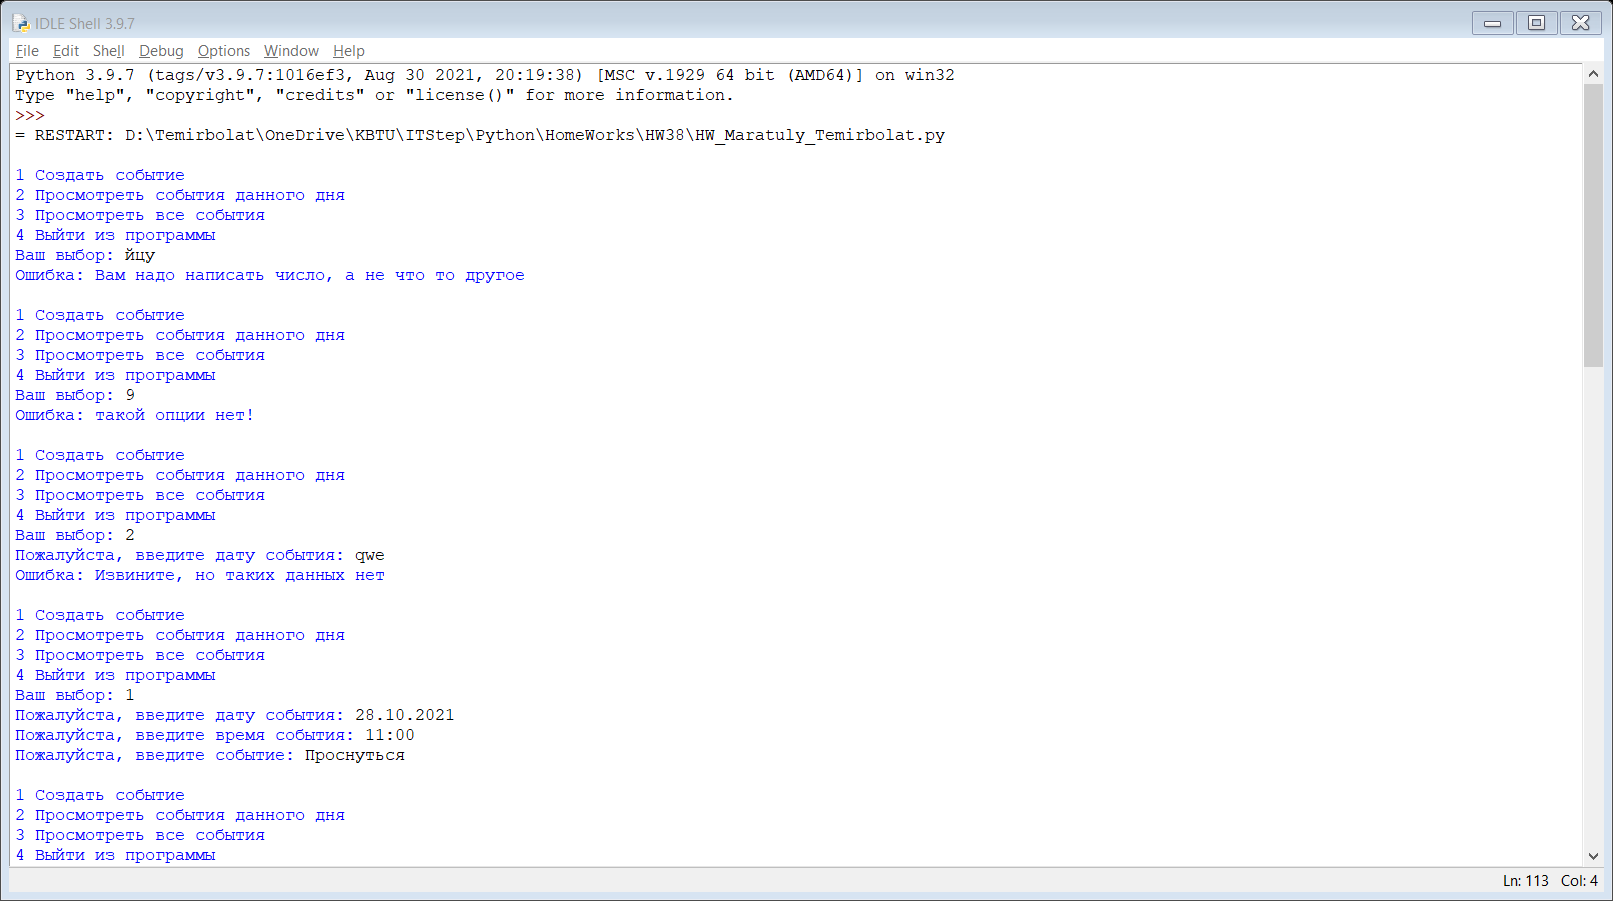 IDLE Shell 3.9.7
File Edit Shell Debug Options Window Help
Python 3.9.7 (tags/v3.9.7:1016ef3, Aug 30 2021, 20:19:38) [MSC v.1929 64 bit (AMD64)] on win32
Type "help", "copyright", "credits" or "license()" for more information.
>>>
= RESTART: D:\Temirbolat\OneDrive\KBTU\ITStep\Python\HomeWorks\HW38\HW_Maratuly_Temirbolat.py
1 Создать событие
2 Просмотреть события данного дня
3 Просмотреть все события
4 Выйти из программы
Ваш выбор: йцу
Ошибка: Вам надо написать число, а не что то другое
1 Создать событие
2 Просмотреть события данного дня
3 Просмотреть все события
4 Выйти из программы
Ваш выбор: 9
Ошибка: такой опции нет!
1 Создать событие
2 Просмотреть события данного дня
3 Просмотреть все события
4 Выйти из программы
Ваш выбор: 2
Пожалуйста, введите дату события: qwe
Ошибка: Извините, но таких данных нет
1 Создать событие
2 Просмотреть события данного дня
3 Просмотреть все события
4 Выйти из программы
Ваш выбор: 1
Пожалуйста, введите дату события: 28.10.2021
Пожалуйста, введите время события: 11:00
Пожалуйста, введите событие: Проснуться
1 Создать событие
2 Просмотреть события данного дня
3 Просмотреть все события
4 Выйти из программы
Ln: 113 Col: 4